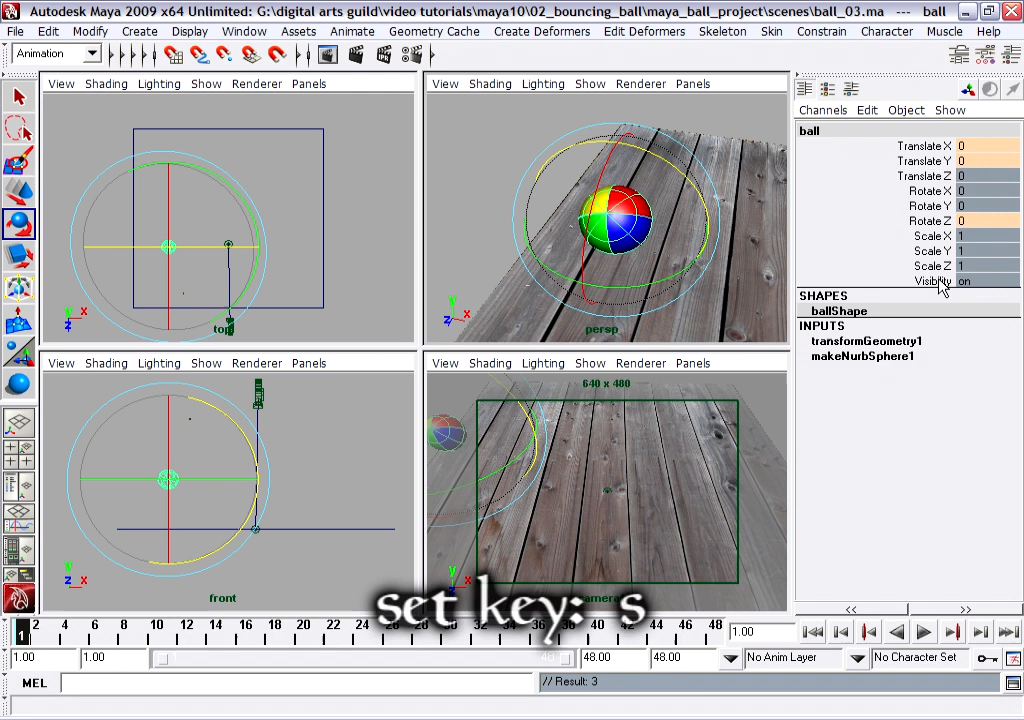 Autodesk Maya 2009 x64 Unlimited: G:\digital arts guild\video tutorials\maya10\02_bouncing_ball\maya_ball_project\scenes\ball_03.ma --- ball
File Edit Modify Create Display Window Assets Animate Geometry Cache Create Deformers Edit Deformers Skeleton Skin Constrain Character Muscle Help
Animation
View Shading Lighting Show Renderer Panels
View Shading Lighting Show Renderer Panels
Channels Edit Object Show
ball
Translate X 0
Translate Y 0
Translate Z 0
Rotate X 0
Rotate Y 0
Rotate Z 0
Scale X 1
Scale Y 1
Scale Z 1
Visibility on
SHAPES
ballShape
INPUTS
transformGeometry1
makeNurbSphere1
y x z
top
y z x
persp
View Shading Lighting Show Renderer Panels
View Shading Lighting Show Renderer Panels
640 x 480
y z x
front
y
set key: s
<< >>
1 2 4 6 8 10 12 14 16 18 20 22 24 26 28 30 32 34 36 38 40 42 44 46 48
1.00
1.00 1.00 1 48 48.00 48.00 No Anim Layer No Character Set
MEL // Result: 3